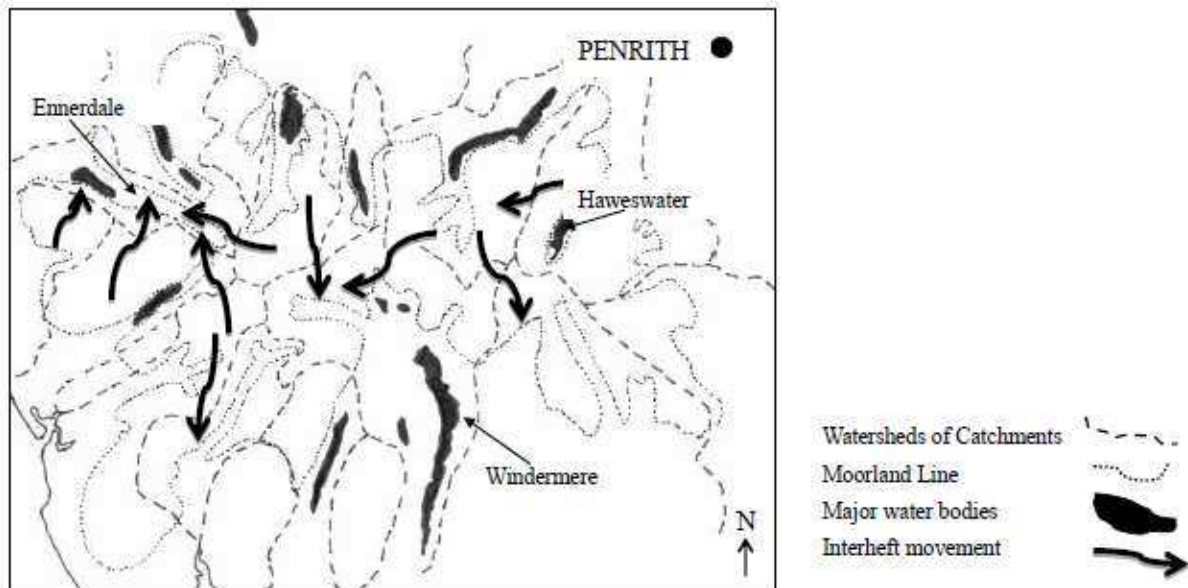 PENRITH
Ennerdale
Haweswater
Windermere
N
Watersheds of Catchments
Moorland Line
Major water bodies
Interheft movement